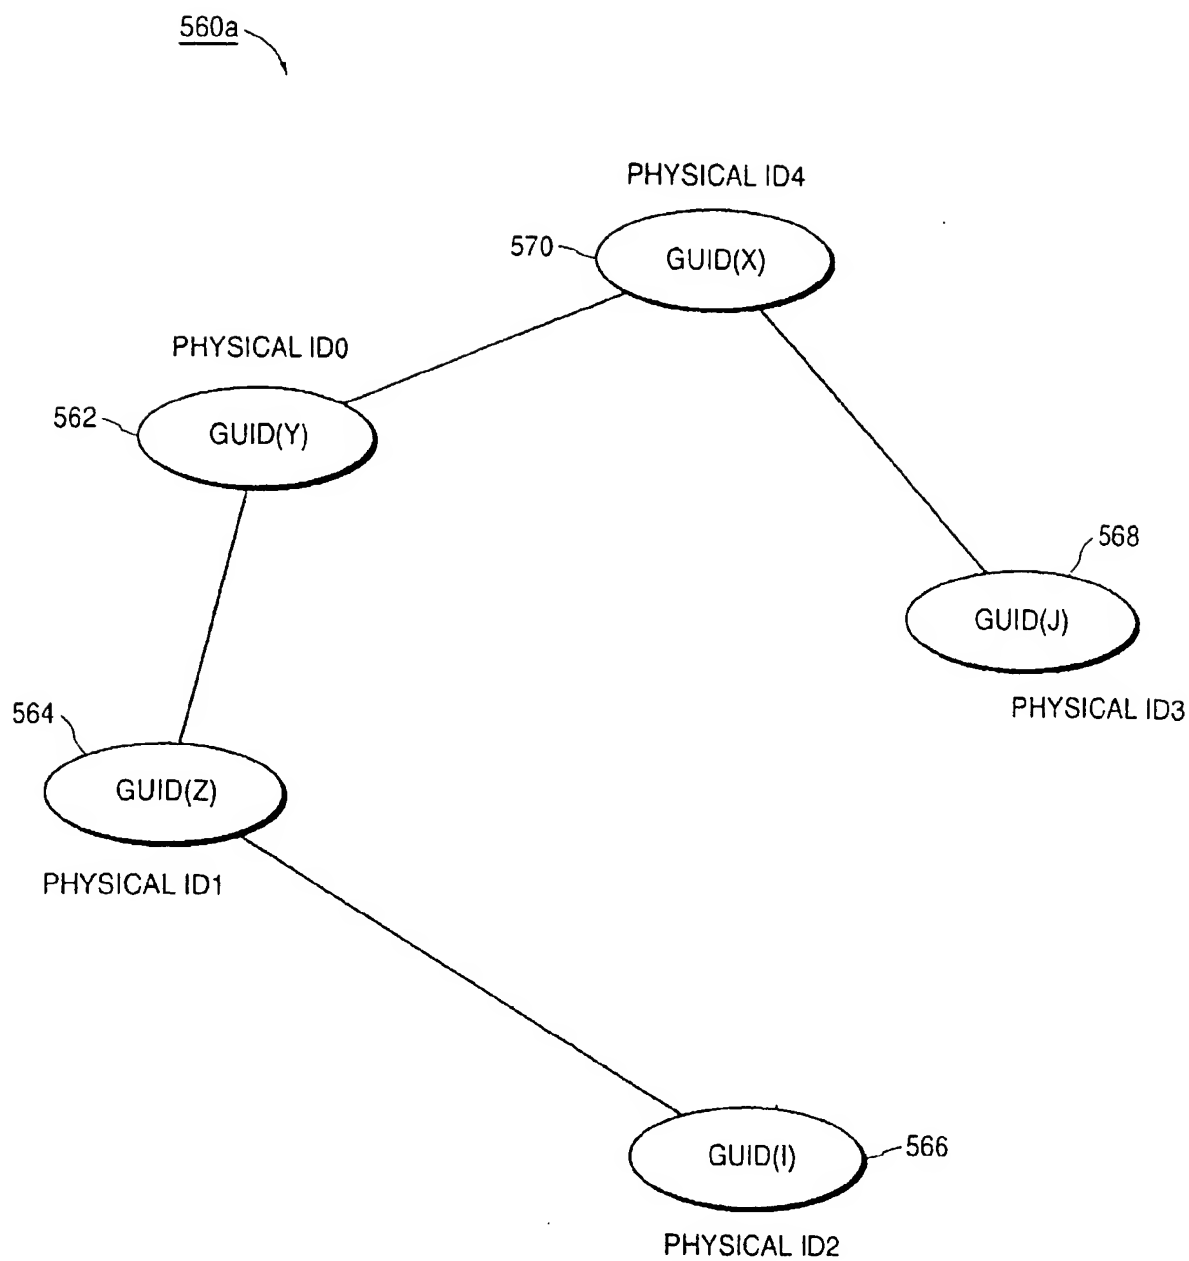 560a
PHYSICAL ID4
570
GUID(X)
PHYSICAL ID0
562
GUID(Y)
568
GUID(J)
PHYSICAL ID3
564
GUID(Z)
PHYSICAL ID1
GUID(I)
566
PHYSICAL ID2